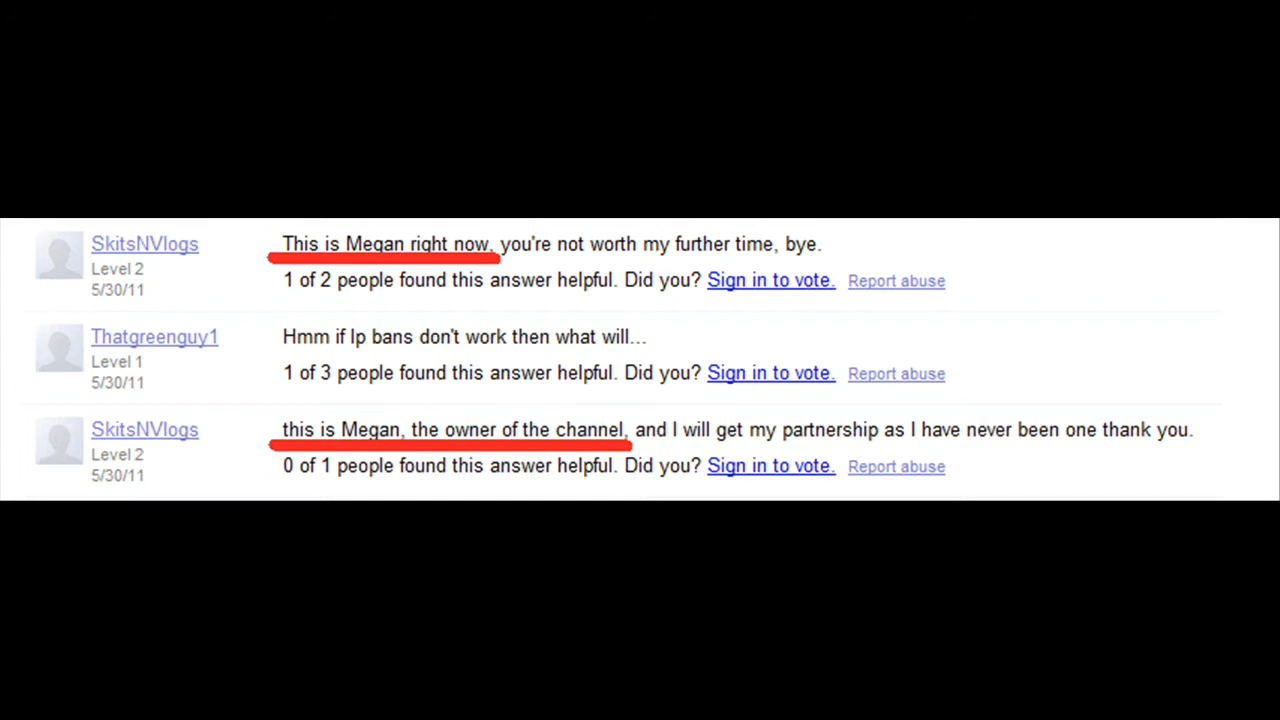 SkitsNVlogs
Level 2
5/30/11
This is Megan right now, you're not worth my further time, bye.
1 of 2 people found this answer helpful. Did you? Sign in to vote. Report abuse
Thatgreenguy1
Level 1
5/30/11
Hmm if Ip bans don't work then what will...
1 of 3 people found this answer helpful. Did you? Sign in to vote. Report abuse
SkitsNVlogs
Level 2
5/30/11
this is Megan, the owner of the channel, and I will get my partnership as I have never been one thank you.
0 of 1 people found this answer helpful. Did you? Sign in to vote. Report abuse